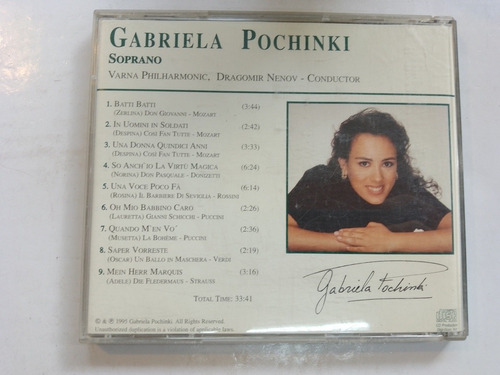 GABRIELA POCHINKI
SOPRANO
VARNA PHILHARMONIC, DRAGOMIR NENOV - CONDUCTOR
1. BATTI BATTI (3:44)
(ZERLINA) DON GIOVANNI - MOZART
2. IN UOMINI IN SOLDATI (2:42)
(DESPINA) COSÌ FAN TUTTE - MOZART
3. UNA DONNA QUINDICI ANNI (3:33)
(DESPINA) COSÌ FAN TUTTE - MOZART
4. SO ANCH'IO LA VIRTÙ MAGICA (6:24)
(NORINA) DON PASQUALE - DONIZETTI
5. UNA VOCE POCO FÀ (6:14)
(ROSINA) IL BARBIERE DI SEVIGLIA - ROSSINI
6. OH MIO BABBINO CARO (2:26)
(LAURETTA) GIANNI SCHICCHI - PUCCINI
7. QUANDO M'EN VO' (2:36)
(MUSETTA) LA BOHÈME - PUCCINI
8. SAPER VORRESTE (2:19)
(OSCAR) UN BALLO IN MASCHERA - VERDI
9. MEIN HERR MARQUIS (3:16)
(ADELE) DIE FLEDERMAUS - STRAUSS
TOTAL TIME: 33:41
Gabriela Pochinki
© & ℗ 1995 Gabriela Pochinki. All Rights Reserved.
Unauthorized duplication is a violation of applicable laws.